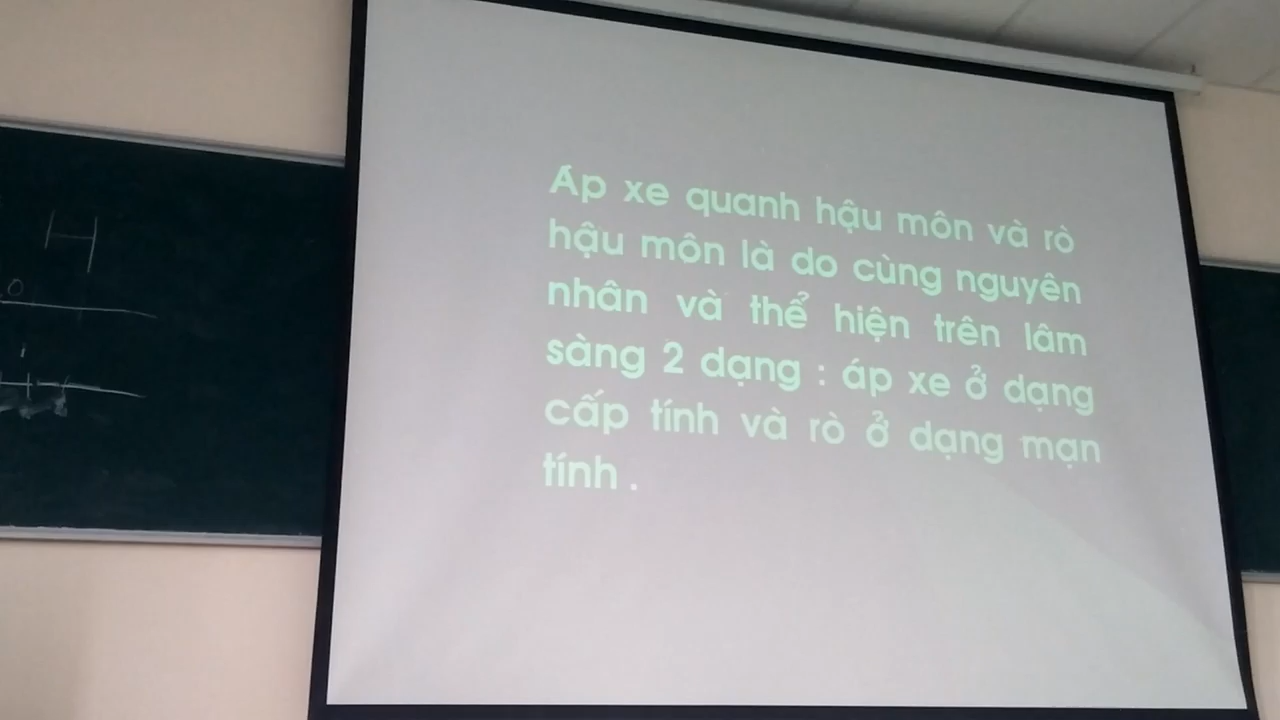 Áp xe quanh hậu môn và rò
hậu môn là do cùng nguyên
nhân và thể hiện trên lâm
sàng 2 dạng : áp xe ở dạng
cấp tính và rò ở dạng mạn
tính .
H